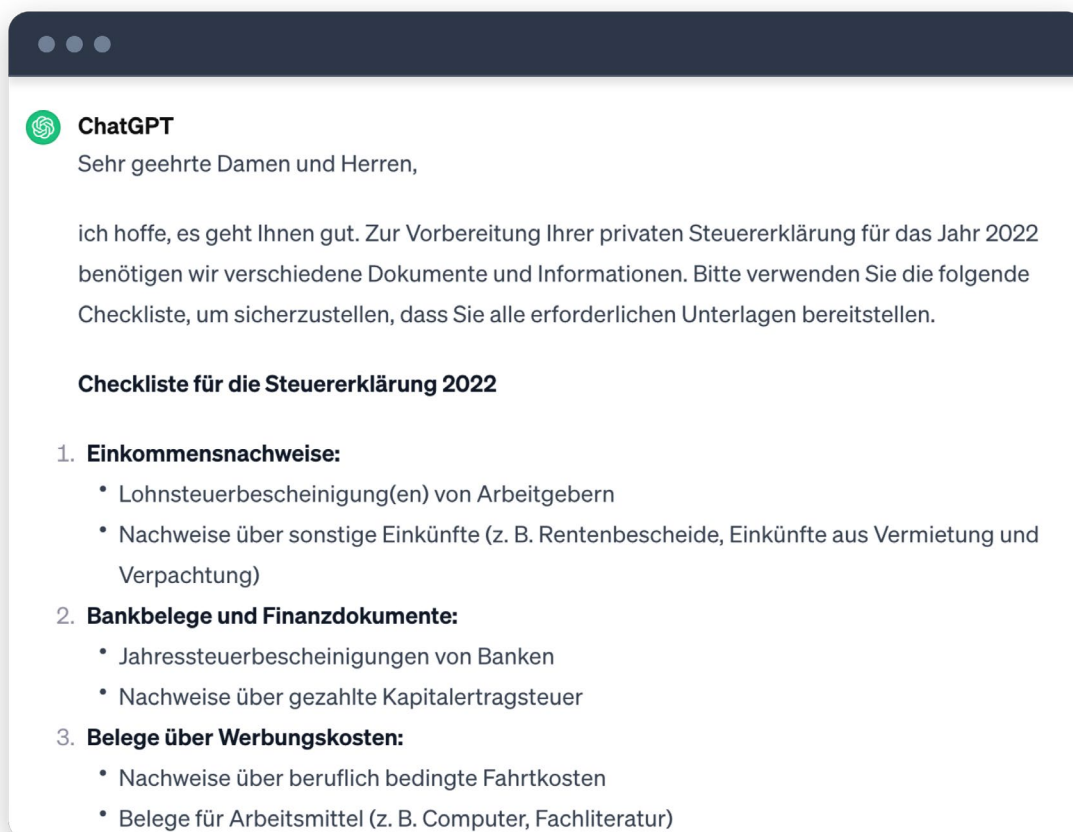 ChatGPT
Sehr geehrte Damen und Herren,
ich hoffe, es geht Ihnen gut. Zur Vorbereitung Ihrer privaten Steuererklärung für das Jahr 2022
benötigen wir verschiedene Dokumente und Informationen. Bitte verwenden Sie die folgende
Checkliste, um sicherzustellen, dass Sie alle erforderlichen Unterlagen bereitstellen.
Checkliste für die Steuererklärung 2022
1. Einkommensnachweise:
• Lohnsteuerbescheinigung(en) von Arbeitgebern
• Nachweise über sonstige Einkünfte (z. B. Rentenbescheide, Einkünfte aus Vermietung und
Verpachtung)
2. Bankbelege und Finanzdokumente:
• Jahressteuerbescheinigungen von Banken
• Nachweise über gezahlte Kapitalertragsteuer
3. Belege über Werbungskosten:
• Nachweise über beruflich bedingte Fahrtkosten
• Belege für Arbeitsmittel (z. B. Computer, Fachliteratur)